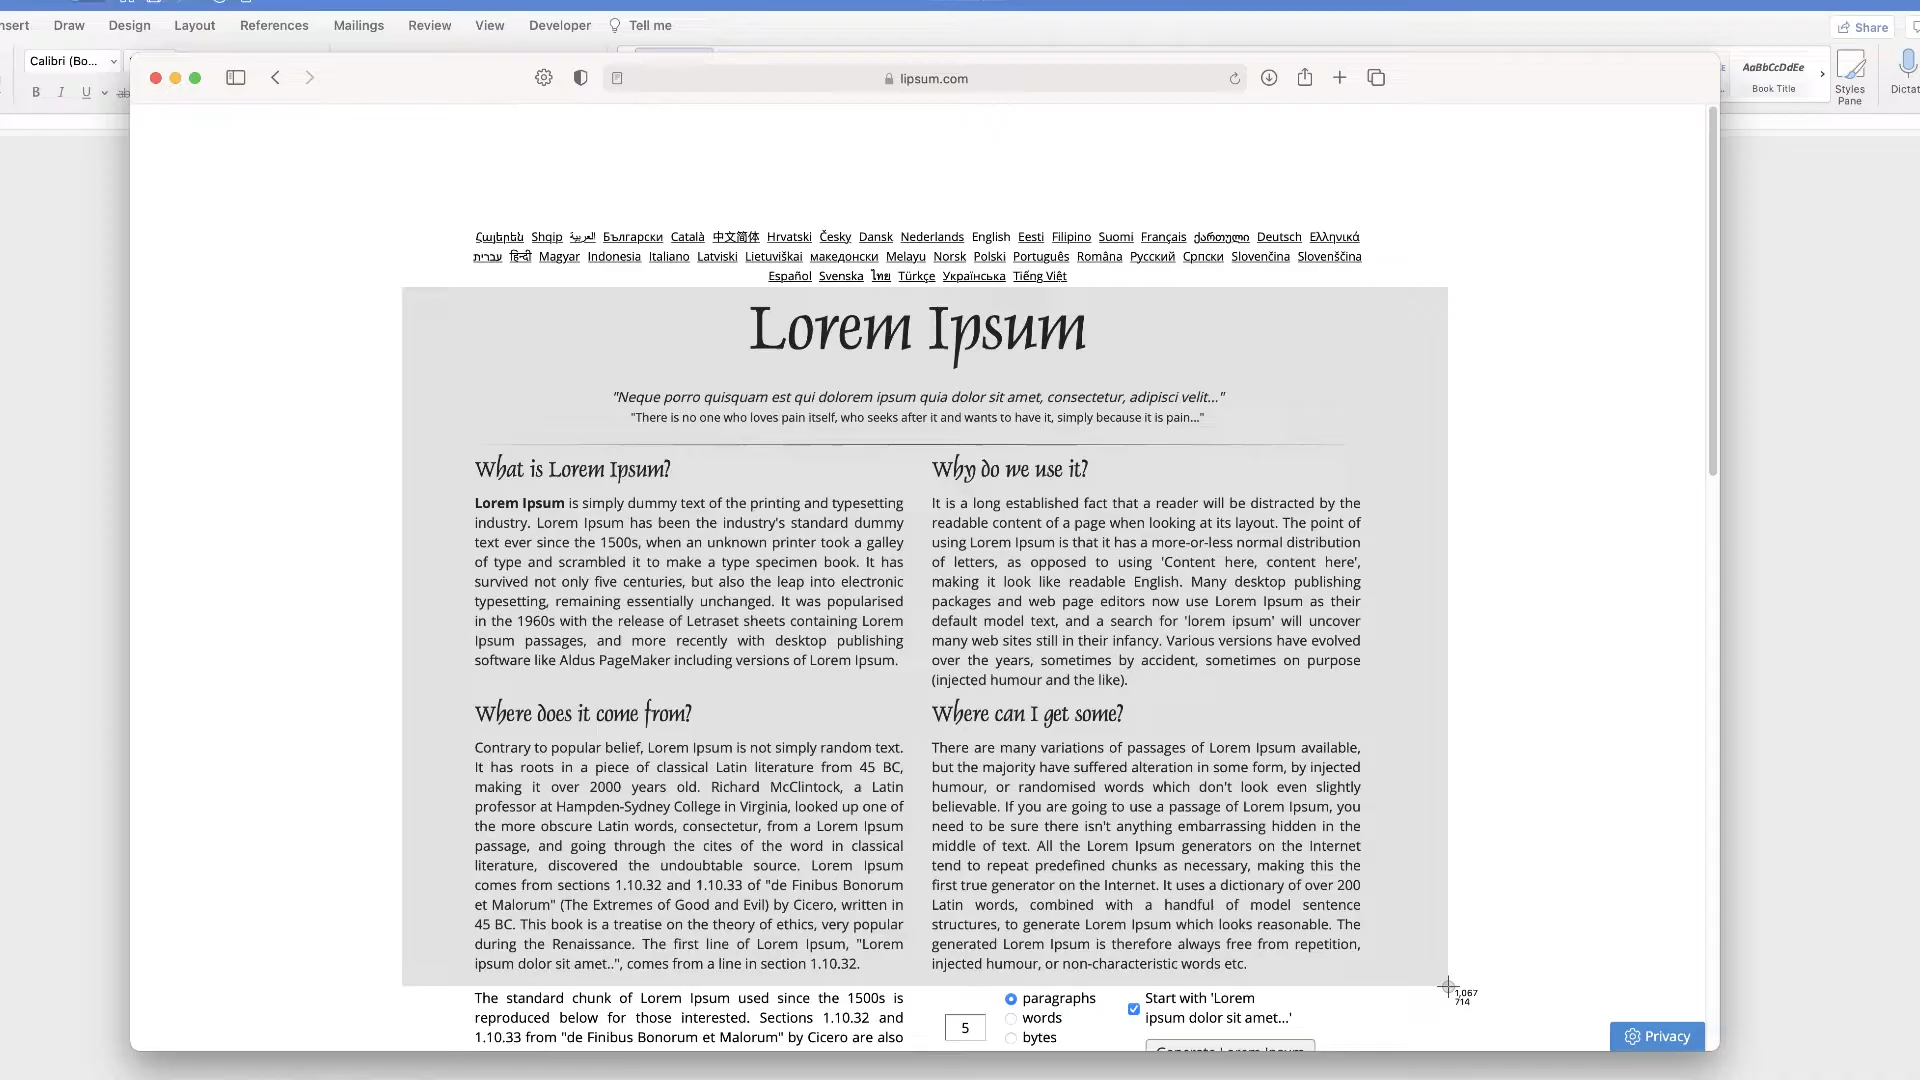 Draw Design Layout References Mailings Review View Developer Tell me
Share
Calibri (Bo...
B I U ab
AaBbCcDdEe
Book Title
Styles
Pane
lipsum.com
Հայերեն Shqip العربية Български Català 中文简体 Hrvatski Česky Dansk Nederlands English Eesti Filipino Suomi Français ქართული Deutsch Ελληνικά
עברית हिन्दी Magyar Indonesia Italiano Latviski Lietuviškai македонски Melayu Norsk Polski Português Româna Pyccкий Српски Slovenčina Slovenščina
Español Svenska ไทย Türkçe Українська Tiếng Việt
Lorem Ipsum
"Neque porro quisquam est qui dolorem ipsum quia dolor sit amet, consectetur, adipisci velit..."
"There is no one who loves pain itself, who seeks after it and wants to have it, simply because it is pain..."
What is Lorem Ipsum?
Lorem Ipsum is simply dummy text of the printing and typesetting
industry. Lorem Ipsum has been the industry's standard dummy
text ever since the 1500s, when an unknown printer took a galley
of type and scrambled it to make a type specimen book. It has
survived not only five centuries, but also the leap into electronic
typesetting, remaining essentially unchanged. It was popularised
in the 1960s with the release of Letraset sheets containing Lorem
Ipsum passages, and more recently with desktop publishing
software like Aldus PageMaker including versions of Lorem Ipsum.
Why do we use it?
It is a long established fact that a reader will be distracted by the
readable content of a page when looking at its layout. The point of
using Lorem Ipsum is that it has a more-or-less normal distribution
of letters, as opposed to using 'Content here, content here',
making it look like readable English. Many desktop publishing
packages and web page editors now use Lorem Ipsum as their
default model text, and a search for 'lorem ipsum' will uncover
many web sites still in their infancy. Various versions have evolved
over the years, sometimes by accident, sometimes on purpose
(injected humour and the like).
Where does it come from?
Contrary to popular belief, Lorem Ipsum is not simply random text.
It has roots in a piece of classical Latin literature from 45 BC,
making it over 2000 years old. Richard McClintock, a Latin
professor at Hampden-Sydney College in Virginia, looked up one of
the more obscure Latin words, consectetur, from a Lorem Ipsum
passage, and going through the cites of the word in classical
literature, discovered the undoubtable source. Lorem Ipsum
comes from sections 1.10.32 and 1.10.33 of "de Finibus Bonorum
et Malorum" (The Extremes of Good and Evil) by Cicero, written in
45 BC. This book is a treatise on the theory of ethics, very popular
during the Renaissance. The first line of Lorem Ipsum, "Lorem
ipsum dolor sit amet..", comes from a line in section 1.10.32.
The standard chunk of Lorem Ipsum used since the 1500s is
reproduced below for those interested. Sections 1.10.32 and
1.10.33 from "de Finibus Bonorum et Malorum" by Cicero are also
Where can I get some?
There are many variations of passages of Lorem Ipsum available,
but the majority have suffered alteration in some form, by injected
humour, or randomised words which don't look even slightly
believable. If you are going to use a passage of Lorem Ipsum, you
need to be sure there isn't anything embarrassing hidden in the
middle of text. All the Lorem Ipsum generators on the Internet
tend to repeat predefined chunks as necessary, making this the
first true generator on the Internet. It uses a dictionary of over 200
Latin words, combined with a handful of model sentence
structures, to generate Lorem Ipsum which looks reasonable. The
generated Lorem Ipsum is therefore always free from repetition,
injected humour, or non-characteristic words etc.
5
paragraphs
words
bytes
Start with 'Lorem
ipsum dolor sit amet...'
1,067
714
Privacy